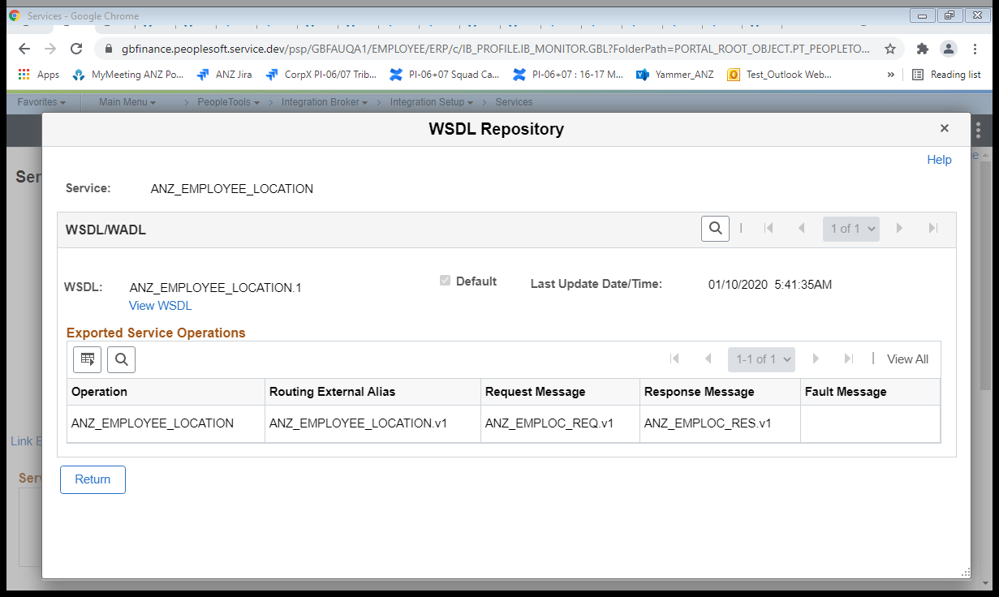 Services - Google Chrome
gbfinance.peoplesoft.service.dev/psp/GBFAUQA1/EMPLOYEE/ERP/c/IB_PROFILE.IB_MONITOR.GBL?FolderPath=PORTAL_ROOT_OBJECT.PT_PEOPLETO...
Apps MyMeeting ANZ Po... ANZ Jira CorpX PI-06/07 Trib... PI-06+07 Squad Ca... PI-06+07 : 16-17 M... Yammer_ANZ Test_Outlook Web... » Reading list
Favorites Main Menu > PeopleTools > Integration Broker > Integration Setup > Services
WSDL Repository ×
Ser
Help
Service: ANZ_EMPLOYEE_LOCATION
WSDL/WADL | 1 of 1
WSDL: ANZ_EMPLOYEE_LOCATION.1 Default Last Update Date/Time: 01/10/2020 5:41:35AM
View WSDL
Exported Service Operations
1-1 of 1 | View All
Operation Routing External Alias Request Message Response Message Fault Message
ANZ_EMPLOYEE_LOCATION ANZ_EMPLOYEE_LOCATION.v1 ANZ_EMPLOC_REQ.v1 ANZ_EMPLOC_RES.v1
Link E
Serv
Return